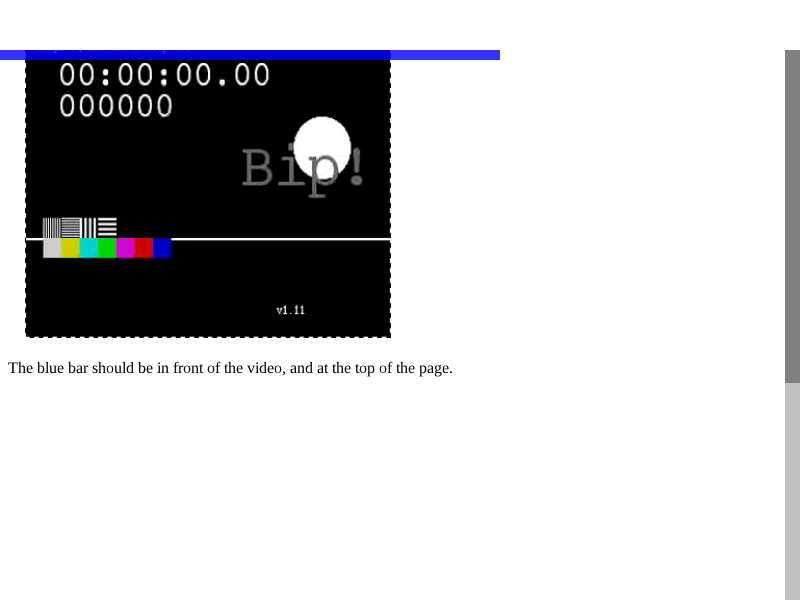 00:00:00.00
000000
Bip!
v1.11
The blue bar should be in front of the video, and at the top of the page.